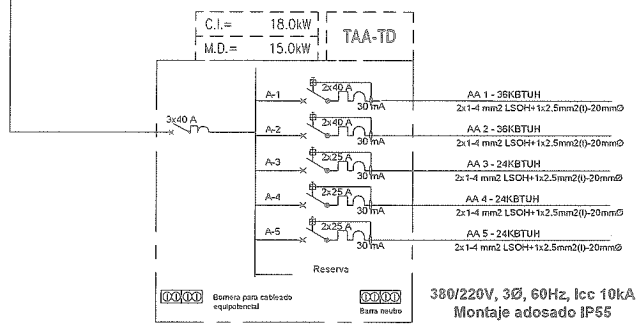 C.I.= 18.0kW
M.D.= 15.0kW
TAA-TD
3x40 A
A-1 2x40 A 30 mA AA 1 - 36KBTUH
2x1-4 mm2 LSOH+1x2.5mm2(t)-20mmØ
A-2 2x40 A 30 mA AA 2 - 36KBTUH
2x1-4 mm2 LSOH+1x2.5mm2(t)-20mmØ
A-3 2x25 A 30 mA AA 3 - 24KBTUH
2x1-4 mm2 LSOH+1x2.5mm2(t)-20mmØ
A-4 2x25 A 30 mA AA 4 - 24KBTUH
2x1-4 mm2 LSOH+1x2.5mm2(t)-20mmØ
A-5 2x25 A 30 mA AA 5 - 24KBTUH
2x1-4 mm2 LSOH+1x2.5mm2(t)-20mmØ
Reserva
Bornera para cableado
equipotencial
Barra neutro
380/220V, 3Ø, 60Hz, Icc 10kA
Montaje adosado IP55